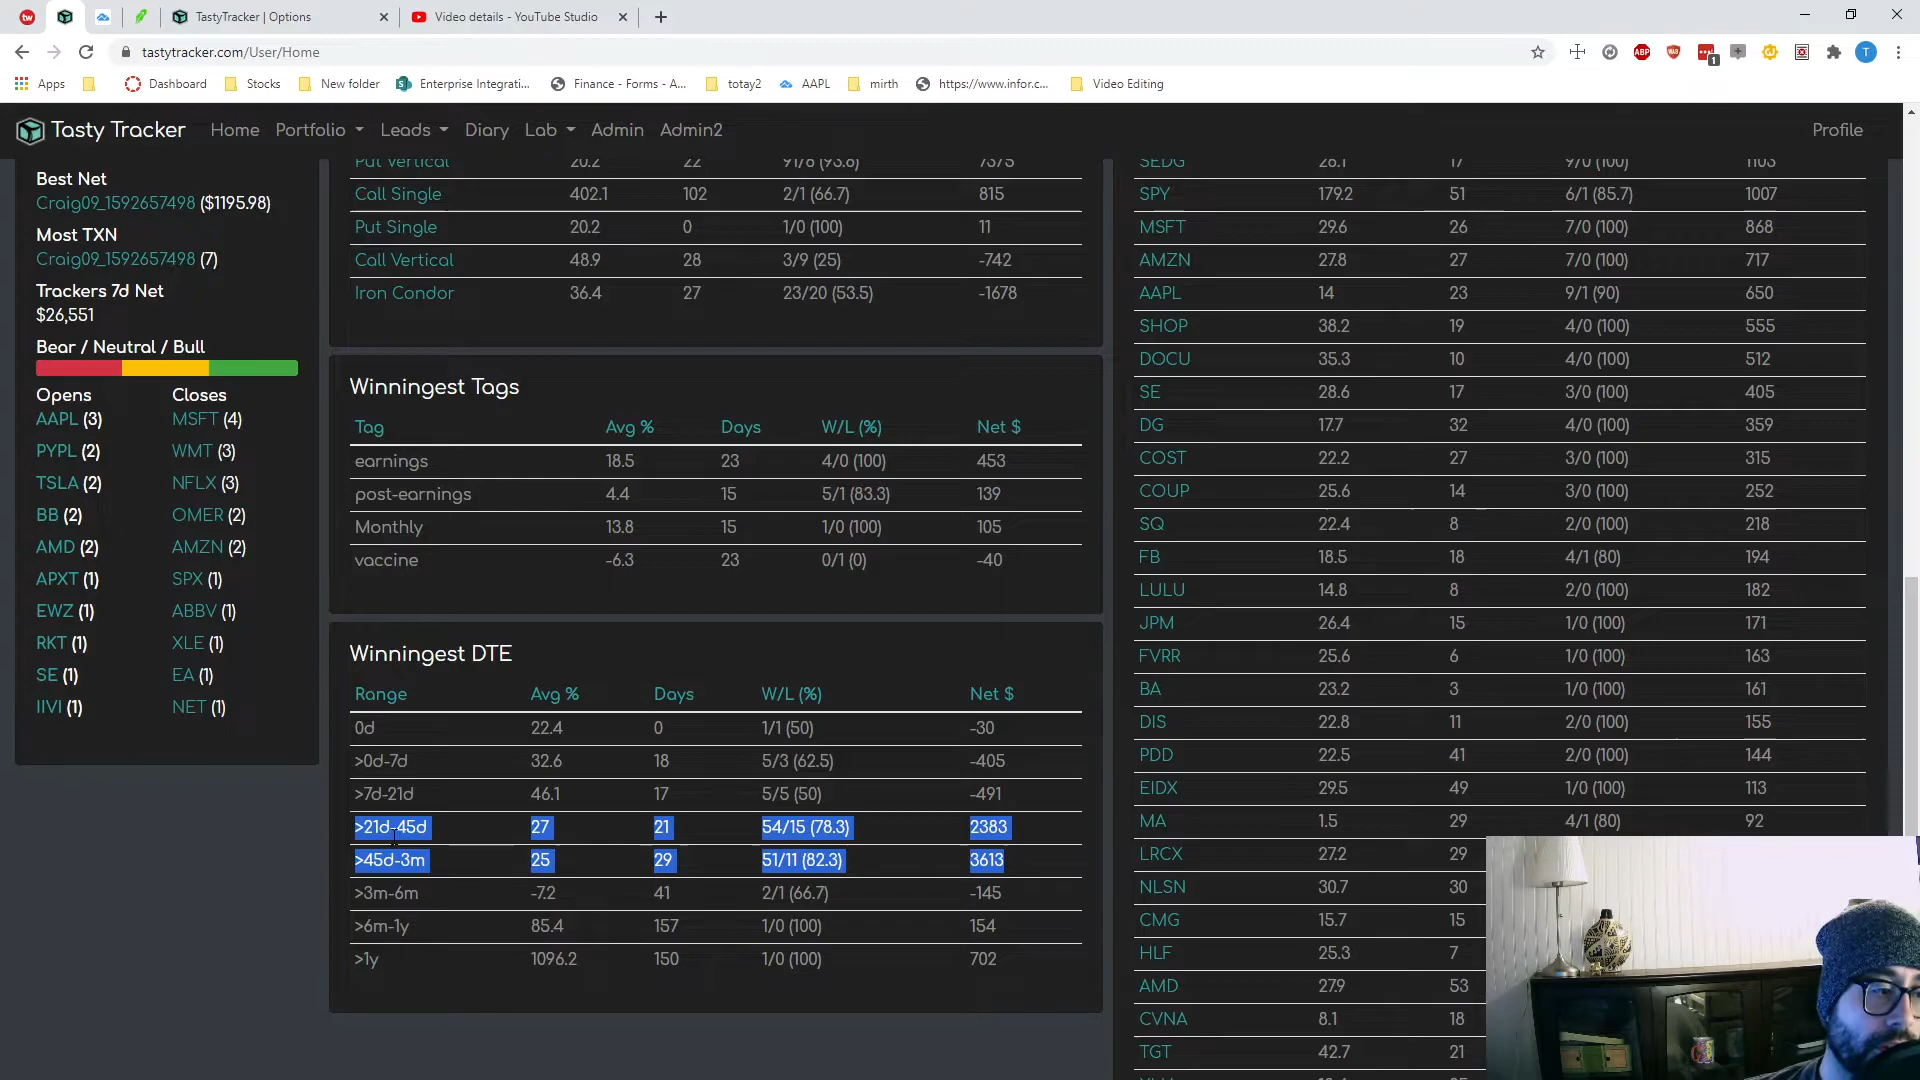 TastyTracker | Options
Video details - YouTube Studio
tastytracker.com/User/Home
Apps
Dashboard
Stocks
New folder
Enterprise Integrati...
Finance - Forms - A...
totay2
AAPL
mirth
https://www.infor.c...
Video Editing
Tasty Tracker Home Portfolio Leads Diary Lab Admin Admin2 Profile
Best Net
Craig09_1592657498 ($1195.98)
Most TXN
Craig09_1592657498 (7)
Trackers 7d Net
$26,551
Bear / Neutral / Bull
Opens Closes
AAPL (3) MSFT (4)
PYPL (2) WMT (3)
TSLA (2) NFLX (3)
BB (2) OMER (2)
AMD (2) AMZN (2)
APXT (1) SPX (1)
EWZ (1) ABBV (1)
RKT (1) XLE (1)
SE (1) EA (1)
IIVI (1) NET (1)
Put Vertical 20.2 22 91/6 (93.8) 7375
Call Single 402.1 102 2/1 (66.7) 815
Put Single 20.2 0 1/0 (100) 11
Call Vertical 48.9 28 3/9 (25) -742
Iron Condor 36.4 27 23/20 (53.5) -1678
Winningest Tags
Tag Avg % Days W/L (%) Net $
earnings 18.5 23 4/0 (100) 453
post-earnings 4.4 15 5/1 (83.3) 139
Monthly 13.8 15 1/0 (100) 105
vaccine -6.3 23 0/1 (0) -40
Winningest DTE
Range Avg % Days W/L (%) Net $
0d 22.4 0 1/1 (50) -30
>0d-7d 32.6 18 5/3 (62.5) -405
>7d-21d 46.1 17 5/5 (50) -491
>21d-45d 27 21 54/15 (78.3) 2383
>45d-3m 25 29 51/11 (82.3) 3613
>3m-6m -7.2 41 2/1 (66.7) -145
>6m-1y 85.4 157 1/0 (100) 154
>1y 1096.2 150 1/0 (100) 702
SEDG 26.1 17 9/0 (100) 1103
SPY 179.2 51 6/1 (85.7) 1007
MSFT 29.6 26 7/0 (100) 868
AMZN 27.8 27 7/0 (100) 717
AAPL 14 23 9/1 (90) 650
SHOP 38.2 19 4/0 (100) 555
DOCU 35.3 10 4/0 (100) 512
SE 28.6 17 3/0 (100) 405
DG 17.7 32 4/0 (100) 359
COST 22.2 27 3/0 (100) 315
COUP 25.6 14 3/0 (100) 252
SQ 22.4 8 2/0 (100) 218
FB 18.5 18 4/1 (80) 194
LULU 14.8 8 2/0 (100) 182
JPM 26.4 15 1/0 (100) 171
FVRR 25.6 6 1/0 (100) 163
BA 23.2 3 1/0 (100) 161
DIS 22.8 11 2/0 (100) 155
PDD 22.5 41 2/0 (100) 144
EIDX 29.5 49 1/0 (100) 113
MA 1.5 29 4/1 (80) 92
LRCX 27.2 29
NLSN 30.7 30
CMG 15.7 15
HLF 25.3 7
AMD 27.9 53
CVNA 8.1 18
TGT 42.7 21